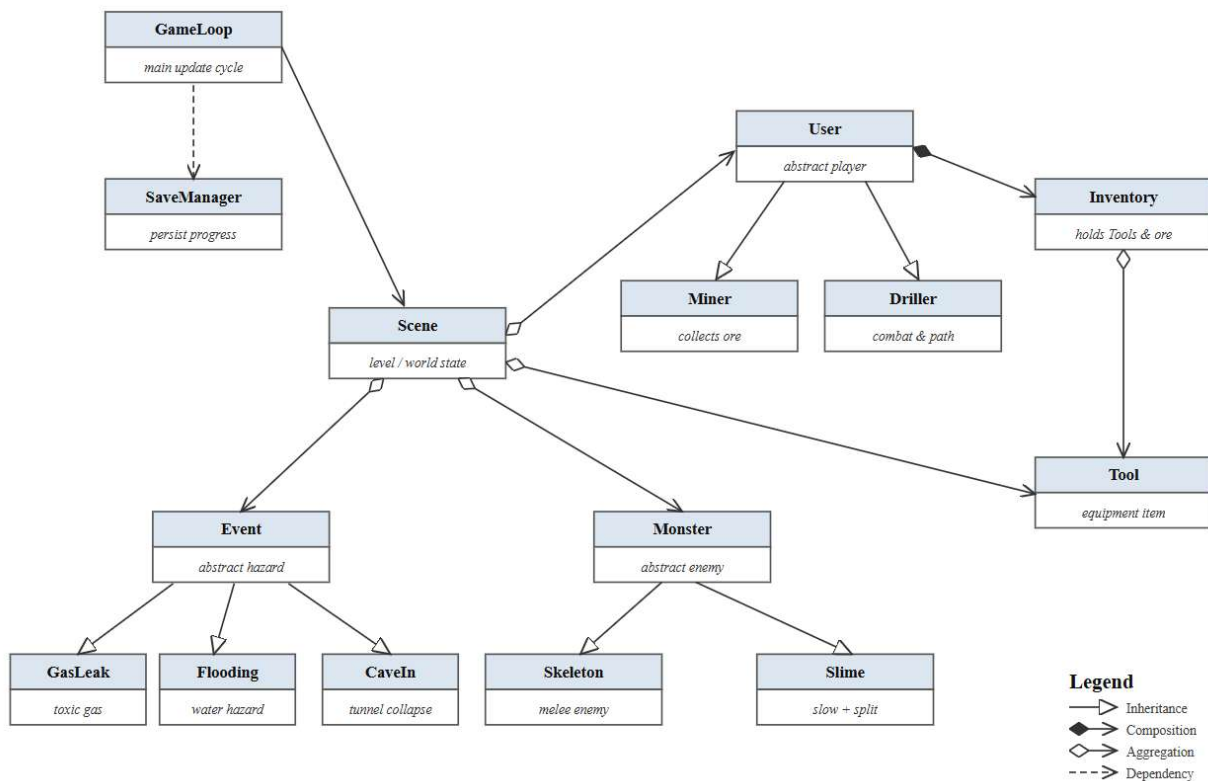 GameLoop
main update cycle
SaveManager
persist progress
User
abstract player
Inventory
holds Tools & ore
Miner
collects ore
Driller
combat & path
Scene
level / world state
Tool
equipment item
Event
abstract hazard
Monster
abstract enemy
GasLeak
toxic gas
Flooding
water hazard
CaveIn
tunnel collapse
Skeleton
melee enemy
Slime
slow + split
Legend
Inheritance
Composition
Aggregation
Dependency